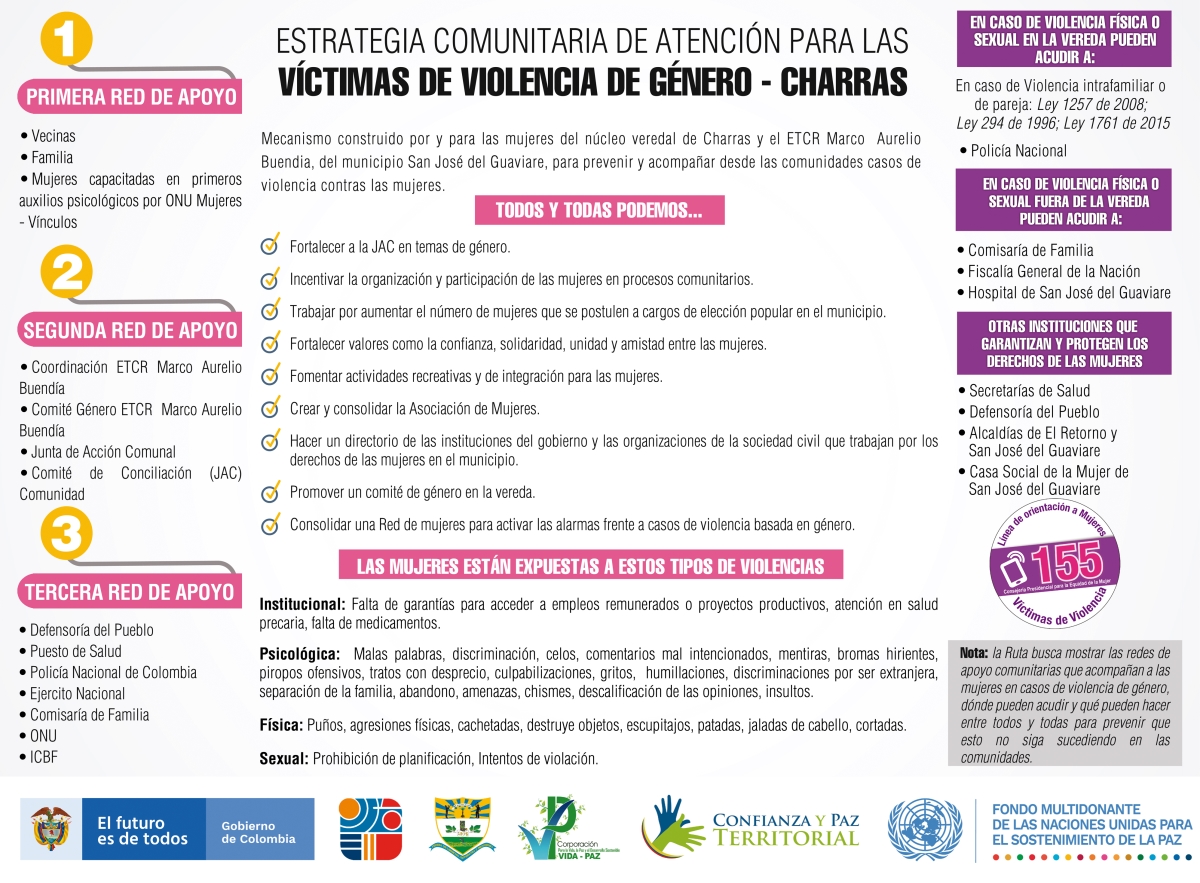 1
PRIMERA RED DE APOYO
• Vecinas
• Familia
• Mujeres capacitadas en primeros
auxilios psicológicos por ONU Mujeres
- Vínculos
2
SEGUNDA RED DE APOYO
• Coordinación ETCR Marco Aurelio
Buendía
• Comité Género ETCR Marco Aurelio
Buendía
• Junta de Acción Comunal
• Comité de Conciliación (JAC)
Comunidad
3
TERCERA RED DE APOYO
• Defensoría del Pueblo
• Puesto de Salud
• Policía Nacional de Colombia
• Ejercito Nacional
• Comisaría de Familia
• ONU
• ICBF
ESTRATEGIA COMUNITARIA DE ATENCIÓN PARA LAS
VÍCTIMAS DE VIOLENCIA DE GÉNERO - CHARRAS
Mecanismo construido por y para las mujeres del núcleo veredal de Charras y el ETCR Marco Aurelio
Buendia, del municipio San José del Guaviare, para prevenir y acompañar desde las comunidades casos de
violencia contras las mujeres.
TODOS Y TODAS PODEMOS...
Fortalecer a la JAC en temas de género.
Incentivar la organización y participación de las mujeres en procesos comunitarios.
Trabajar por aumentar el número de mujeres que se postulen a cargos de elección popular en el municipio.
Fortalecer valores como la confianza, solidaridad, unidad y amistad entre las mujeres.
Fomentar actividades recreativas y de integración para las mujeres.
Crear y consolidar la Asociación de Mujeres.
Hacer un directorio de las instituciones del gobierno y las organizaciones de la sociedad civil que trabajan por los
derechos de las mujeres en el municipio.
Promover un comité de género en la vereda.
Consolidar una Red de mujeres para activar las alarmas frente a casos de violencia basada en género.
LAS MUJERES ESTÁN EXPUESTAS A ESTOS TIPOS DE VIOLENCIAS
Institucional: Falta de garantías para acceder a empleos remunerados o proyectos productivos, atención en salud
precaria, falta de medicamentos.
Psicológica: Malas palabras, discriminación, celos, comentarios mal intencionados, mentiras, bromas hirientes,
piropos ofensivos, tratos con desprecio, culpabilizaciones, gritos, humillaciones, discriminaciones por ser extranjera,
separación de la familia, abandono, amenazas, chismes, descalificación de las opiniones, insultos.
Física: Puños, agresiones físicas, cachetadas, destruye objetos, escupitajos, patadas, jaladas de cabello, cortadas.
Sexual: Prohibición de planificación, Intentos de violación.
EN CASO DE VIOLENCIA FÍSICA O
SEXUAL EN LA VEREDA PUEDEN
ACUDIR A:
En caso de Violencia intrafamiliar o
de pareja: Ley 1257 de 2008;
Ley 294 de 1996; Ley 1761 de 2015
• Policía Nacional
EN CASO DE VIOLENCIA FÍSICA O
SEXUAL FUERA DE LA VEREDA
PUEDEN ACUDIR A:
• Comisaría de Familia
• Fiscalía General de la Nación
• Hospital de San José del Guaviare
OTRAS INSTITUCIONES QUE
GARANTIZAN Y PROTEGEN LOS
DERECHOS DE LAS MUJERES
• Secretarías de Salud
• Defensoría del Pueblo
• Alcaldías de El Retorno y
San José del Guaviare
• Casa Social de la Mujer de
San José del Guaviare
Línea de orientación a Mujeres
155
Consejería Presidencial para la Equidad de la Mujer
Víctimas de Violencia
Nota: la Ruta busca mostrar las redes de
apoyo comunitarias que acompañan a las
mujeres en casos de violencia de género,
dónde pueden acudir y qué pueden hacer
entre todos y todas para prevenir que
esto no siga sucediendo en las
comunidades.
El futuro
es de todos
Gobierno
de Colombia
Corporación
Para la Vida, la Paz y el Desarrollo Sostenible
VIDA - PAZ
CONFIANZA Y PAZ
TERRITORIAL
FONDO MULTIDONANTE
DE LAS NACIONES UNIDAS PARA
EL SOSTENIMIENTO DE LA PAZ